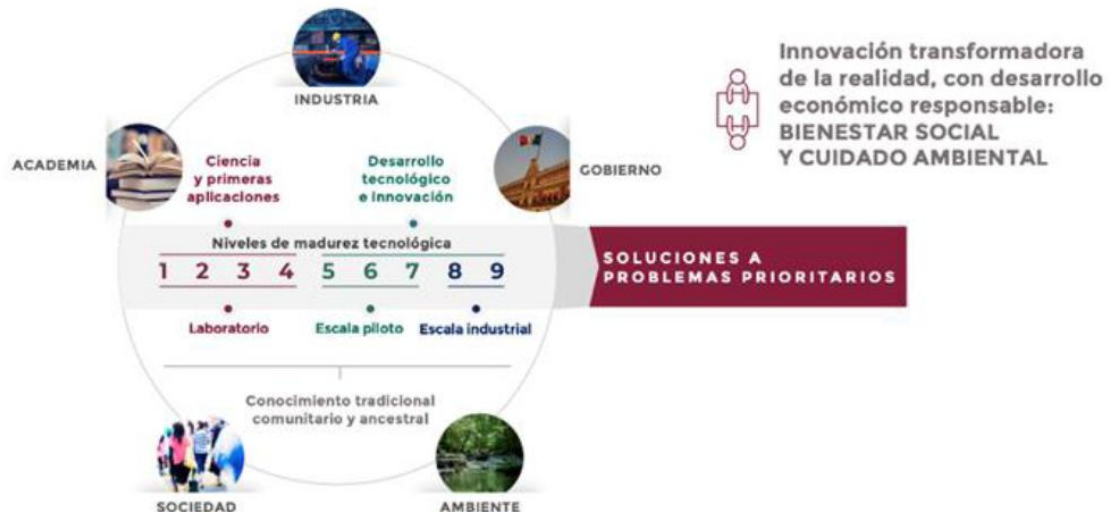 INDUSTRIA
ACADEMIA
GOBIERNO
Ciencia
y primeras
aplicaciones
Desarrollo
tecnológico
e innovación
Niveles de madurez tecnológica
1 2 3 4 5 6 7 8 9
Laboratorio
Escala piloto
Escala industrial
Conocimiento tradicional
comunitario y ancestral
SOCIEDAD
AMBIENTE
Innovación transformadora
de la realidad, con desarrollo
económico responsable:
BIENESTAR SOCIAL
Y CUIDADO AMBIENTAL
SOLUCIONES A
PROBLEMAS PRIORITARIOS